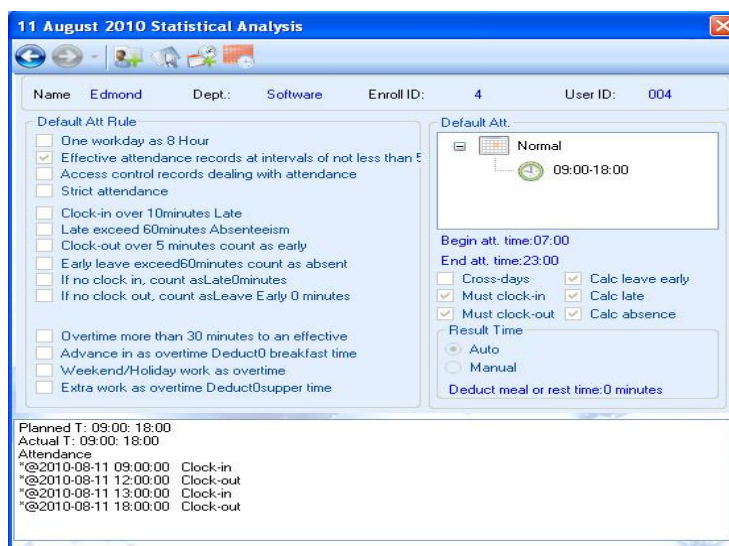 11 August 2010 Statistical Analysis
Name Edmond Dept.: Software Enroll ID: 4 User ID: 004
Default Att Rule
One workday as 8 Hour
Effective attendance records at intervals of not less than 5
Access control records dealing with attendance
Strict attendance
Clock-in over 10minutes Late
Late exceed 60minutes Absenteeism
Clock-out over 5 minutes count as early
Early leave exceed60minutes count as absent
If no clock in, count asLate0minutes
If no clock out, count asLeave Early 0 minutes
Overtime more than 30 minutes to an effective
Advance in as overtime Deduct0 breakfast time
Weekend/Holiday work as overtime
Extra work as overtime Deduct0supper time
Default Att.
Normal
09:00-18:00
Begin att. time:07:00
End att. time:23:00
Cross-days Calc leave early
Must clock-in Calc late
Must clock-out Calc absence
Result Time
Auto
Manual
Deduct meal or rest time:0 minutes
Planned T: 09:00: 18:00
Actual T: 09:00: 18:00
Attendance
*@2010-08-11 09:00:00 Clock-in
*@2010-08-11 12:00:00 Clock-out
*@2010-08-11 13:00:00 Clock-in
*@2010-08-11 18:00:00 Clock-out